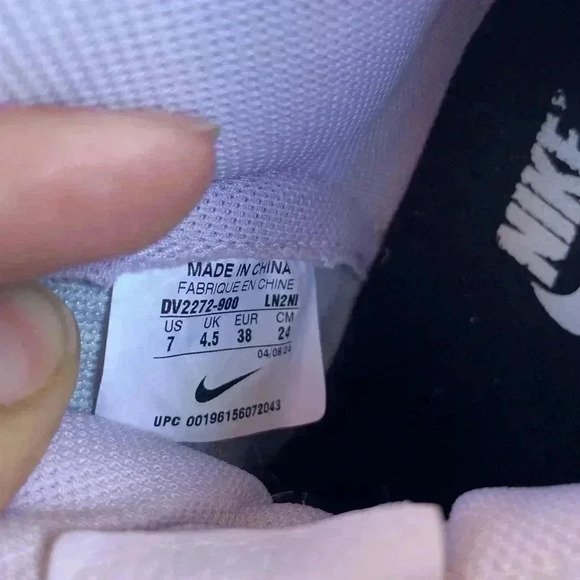 MADE IN CHINA
FABRIQUE EN CHINE
DV2272-900 LN2NI
US UK EUR CM
7 4.5 38 24
04/08/24
UPC 00196156072043
NIKE